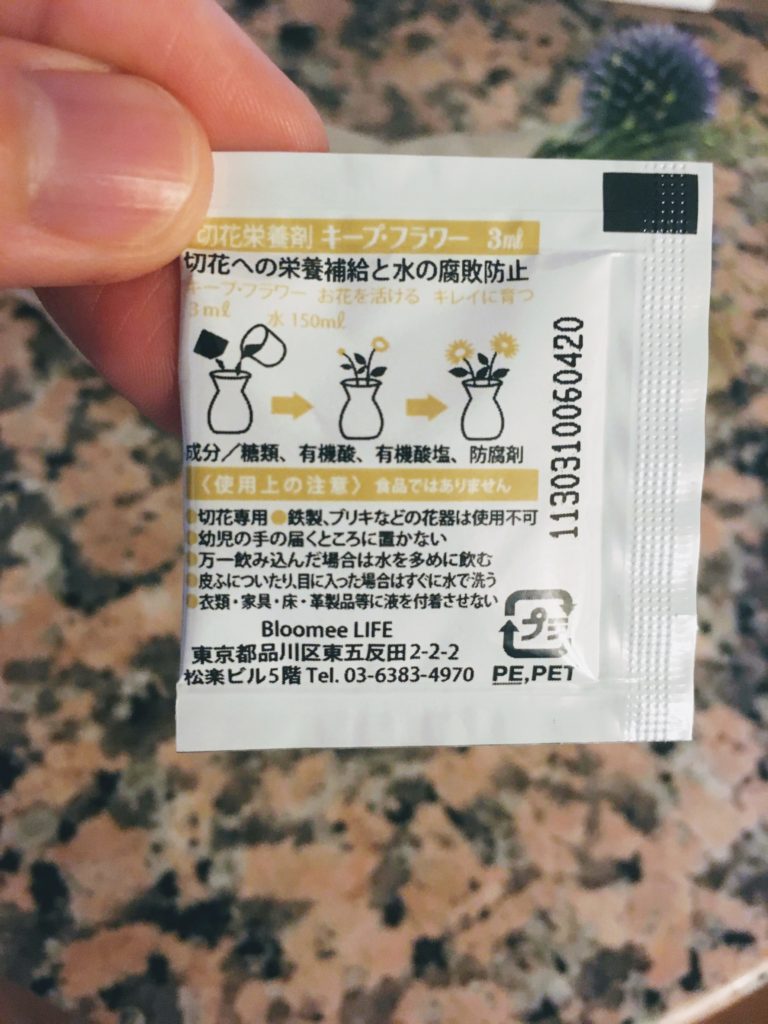 切花栄養剤 キープ・フラワー 3ml
切花への栄養補給と水の腐敗防止
キープ・フラワー お花を活ける キレイに育つ
3ml 水 150ml
成分／糖類、有機酸、有機酸塩、防腐剤
〈使用上の注意〉 食品ではありません
●切花専用 ●鉄製、ブリキなどの花器は使用不可
●幼児の手の届くところに置かない
●万一飲み込んだ場合は水を多めに飲む
●皮ふについたり、目に入った場合はすぐに水で洗う
●衣類・家具・床・革製品等に液を付着させない
Bloomee LIFE
東京都品川区東五反田2-2-2
松楽ビル5階 Tel. 03-6383-4970
プラ
PE,PET
1130310060420